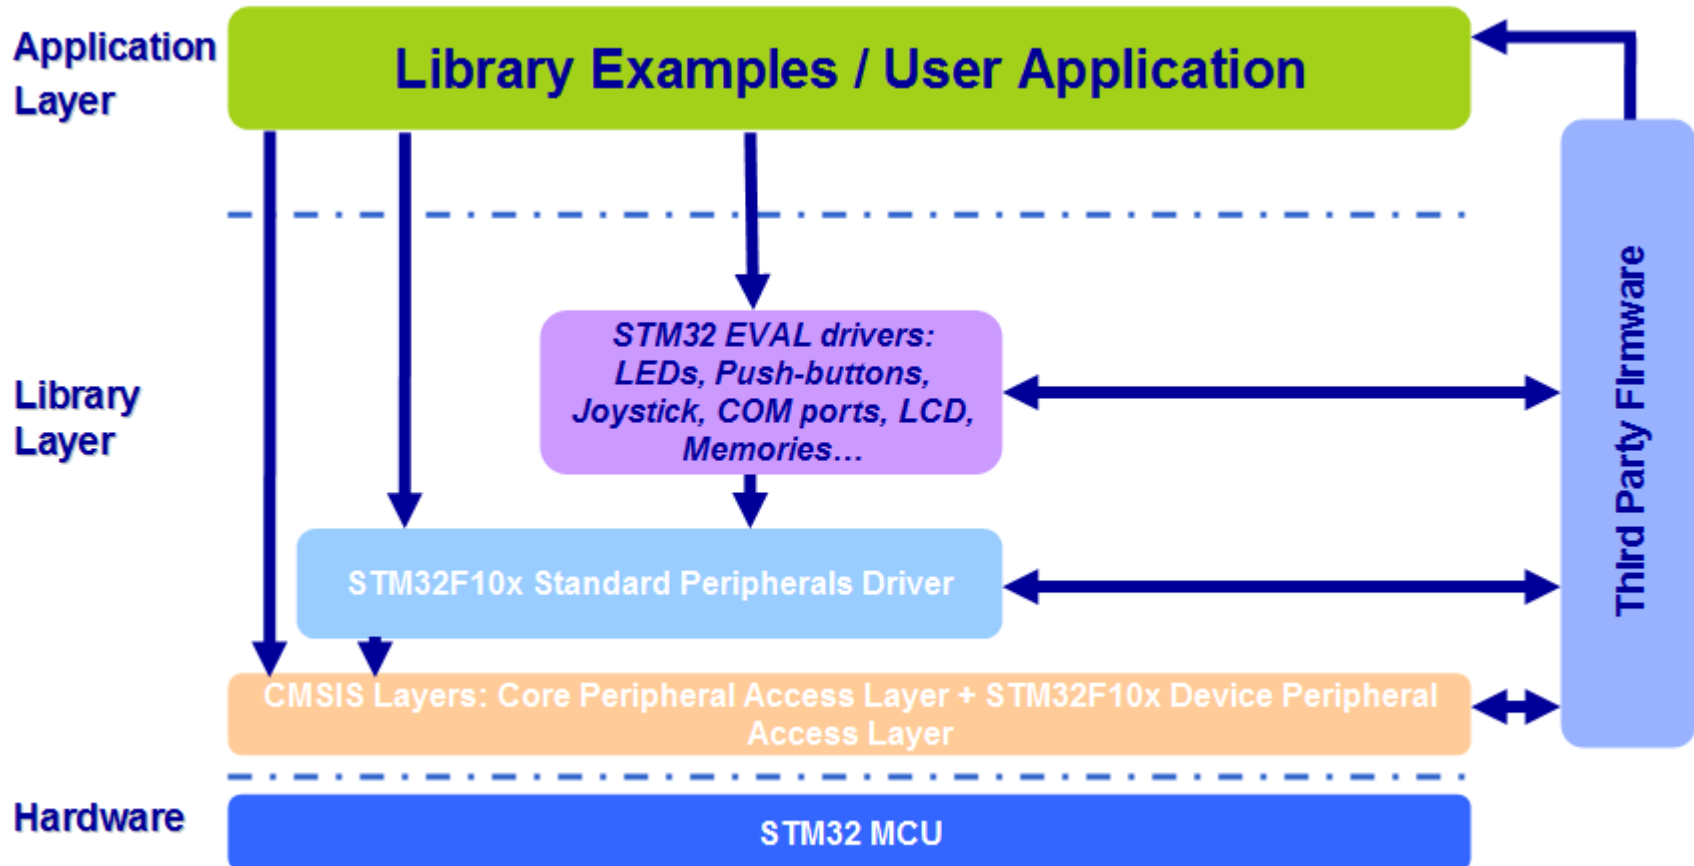 Application
Layer
Library Examples / User Application
STM32 EVAL drivers:
LEDs, Push-buttons,
Joystick, COM ports, LCD,
Memories…
Library
Layer
Third Party Firmware
STM32F10x Standard Peripherals Driver
CMSIS Layers: Core Peripheral Access Layer + STM32F10x Device Peripheral
Access Layer
Hardware
STM32 MCU